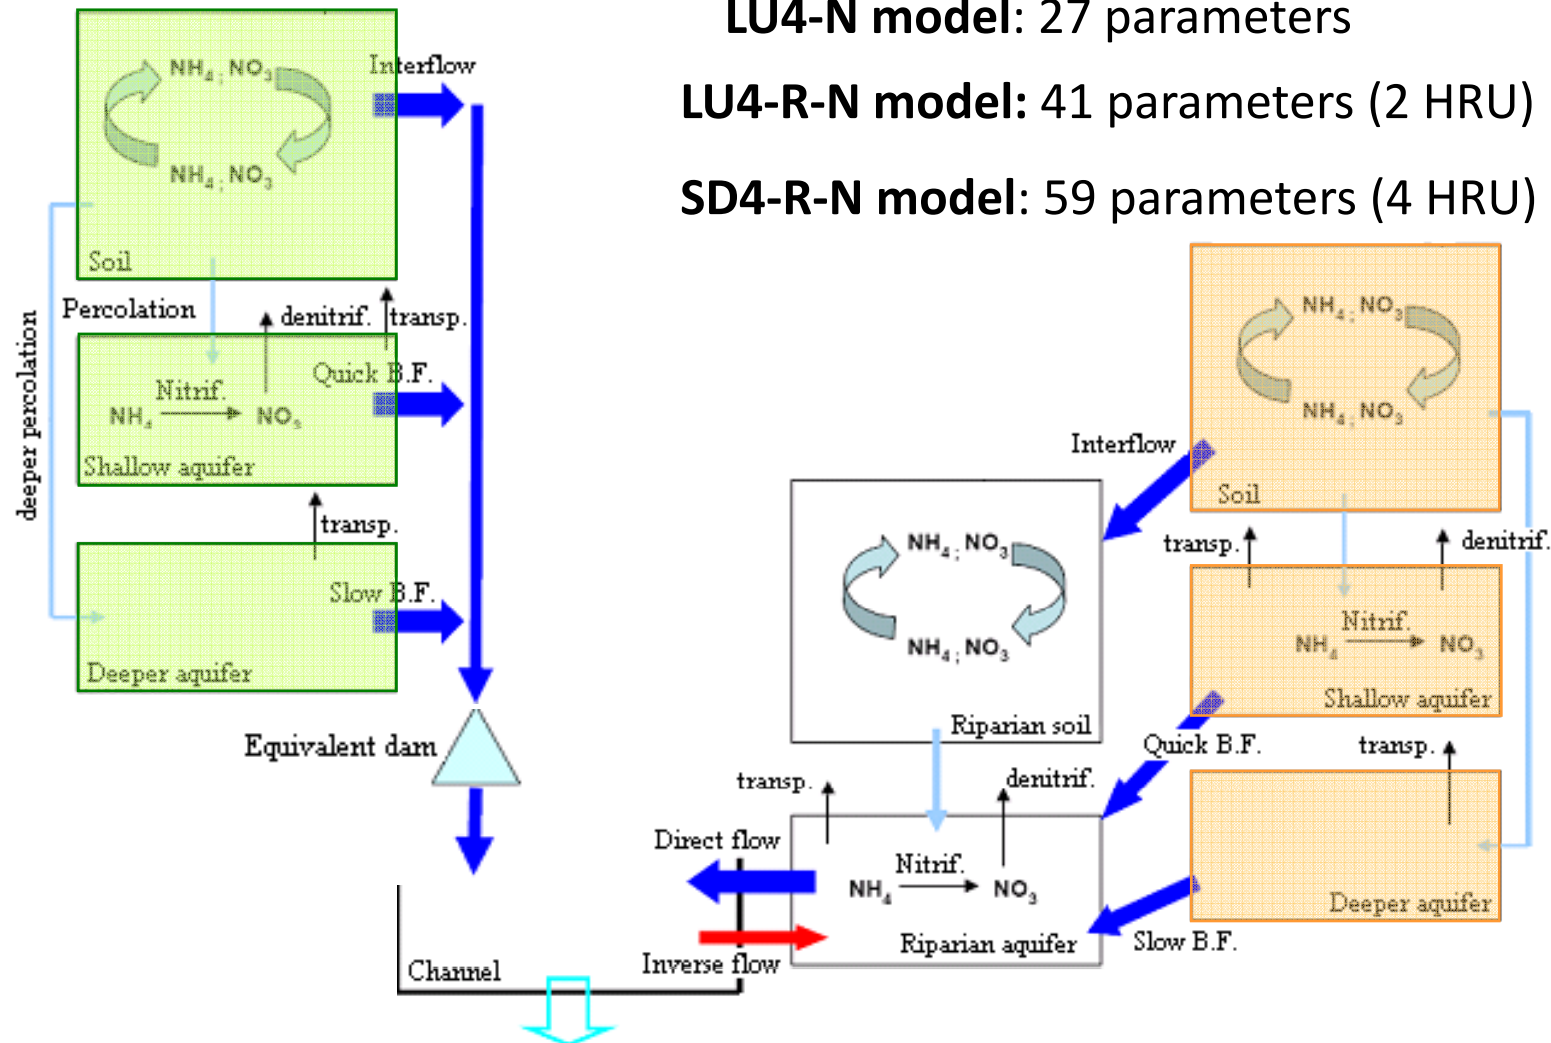 LU4-N model: 27 parameters
LU4-R-N model: 41 parameters (2 HRU)
SD4-R-N model: 59 parameters (4 HRU)
NH4 ; NO3
Interflow
NH4 ; NO3
Soil
Percolation
denitrif.
transp.
deeper percolation
Quick B.F.
Nitrif.
NH4
NO3
Shallow aquifer
transp.
Slow B.F.
Deeper aquifer
Equivalent dam
NH4 ; NO3
NH4 ; NO3
Interflow
Soil
transp.
denitrif.
NH4 ; NO3
NH4 ; NO3
Riparian soil
Nitrif.
NH4
NO3
Shallow aquifer
Quick B.F.
transp.
transp.
denitrif.
Direct flow
Nitrif.
NH4
NO3
Riparian aquifer
Inverse flow
Deeper aquifer
Slow B.F.
Channel